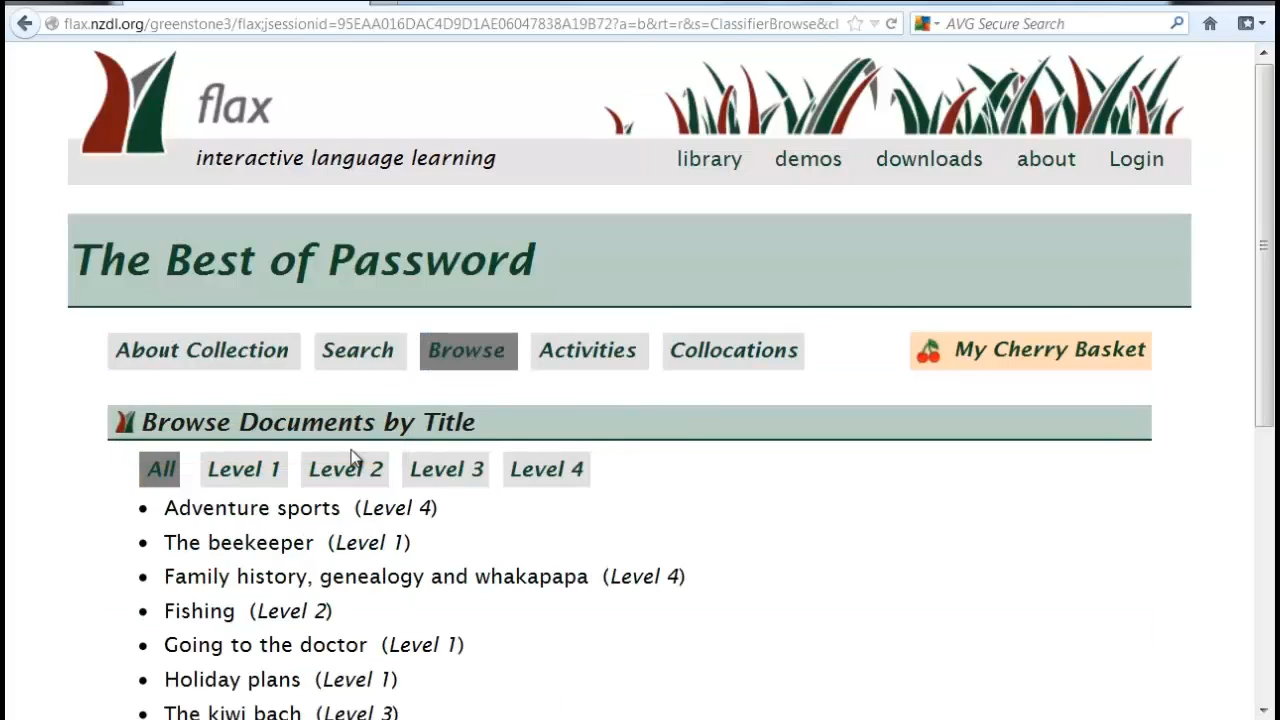 flax.nzdl.org/greenstone3/flax;jsessionid=95EAA016DAC4D9D1AE06047838A19B72?a=b&rt=r&s=ClassifierBrowse&cl
AVG Secure Search
flax
interactive language learning
library demos downloads about Login
The Best of Password
About Collection Search Browse Activities Collocations My Cherry Basket
Browse Documents by Title
All Level 1 Level 2 Level 3 Level 4
• Adventure sports (Level 4)
• The beekeeper (Level 1)
• Family history, genealogy and whakapapa (Level 4)
• Fishing (Level 2)
• Going to the doctor (Level 1)
• Holiday plans (Level 1)
• The kiwi bach (Level 3)